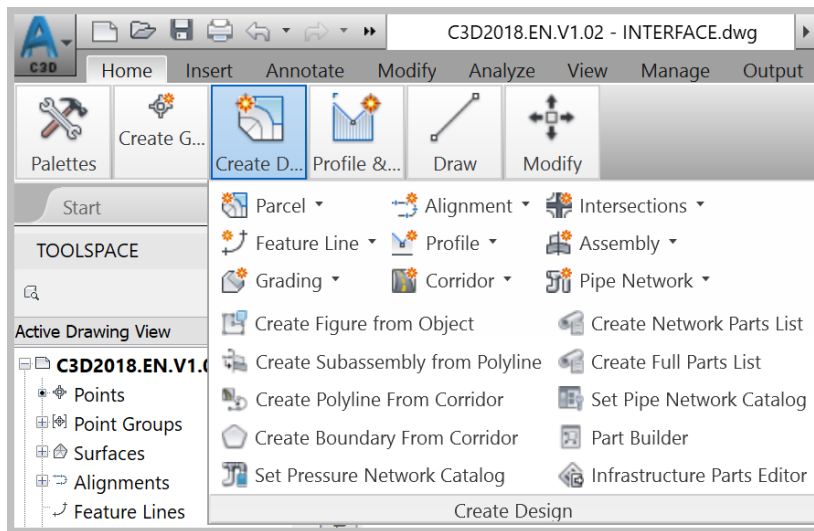 C3D2018.EN.V1.02 - INTERFACE.dwg
C3D
Home Insert Annotate Modify Analyze View Manage Output
Palettes
Create G...
Create D...
Profile &...
Draw
Modify
Start
TOOLSPACE
Active Drawing View
C3D2018.EN.V1.0
Points
Point Groups
Surfaces
Alignments
Feature Lines
Parcel Alignment Intersections
Feature Line Profile Assembly
Grading Corridor Pipe Network
Create Figure from Object Create Network Parts List
Create Subassembly from Polyline Create Full Parts List
Create Polyline From Corridor Set Pipe Network Catalog
Create Boundary From Corridor Part Builder
Set Pressure Network Catalog Infrastructure Parts Editor
Create Design